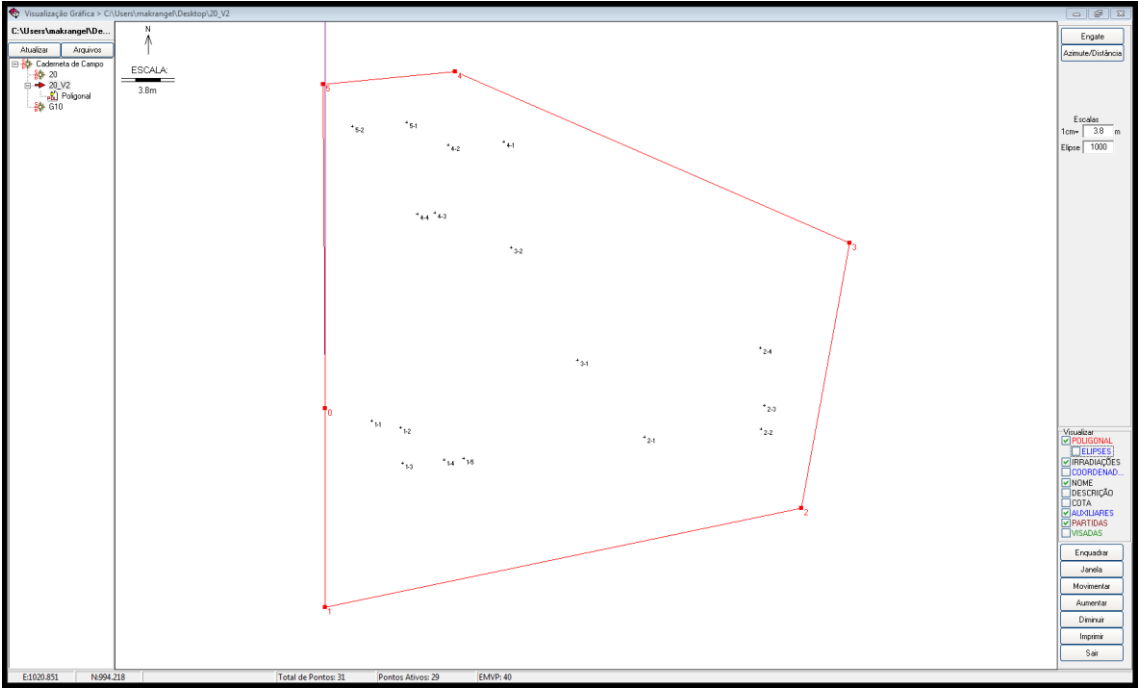 Visualização Gráfica > C:\Users\makrangel\Desktop\20_V2
C:\Users\makrangel\De...
Atualizar Arquivos
Caderneta de Campo
20
20_V2
Poligonal
G10
N
ESCALA:
3.8m
5
4
5-2
5-1
4-2
4-1
4-4
4-3
3-2
3
2-4
3-1
2-3
0
1-1
1-2
2-2
2-1
1-3
1-4
1-5
2
1
Engate
Azimute/Distância
Escalas
1cm= 3.8 m
Elipse 1000
Visualizar
POLIGONAL
ELIPSES
IRRADIAÇÕES
COORDENAD...
NOME
DESCRIÇÃO
COTA
AUXILIARES
PARTIDAS
VISADAS
Enquadrar
Janela
Movimentar
Aumentar
Diminuir
Imprimir
Sair
E:1020.851 N:994.218 Total de Pontos: 31 Pontos Ativos: 29 EMVP: 40